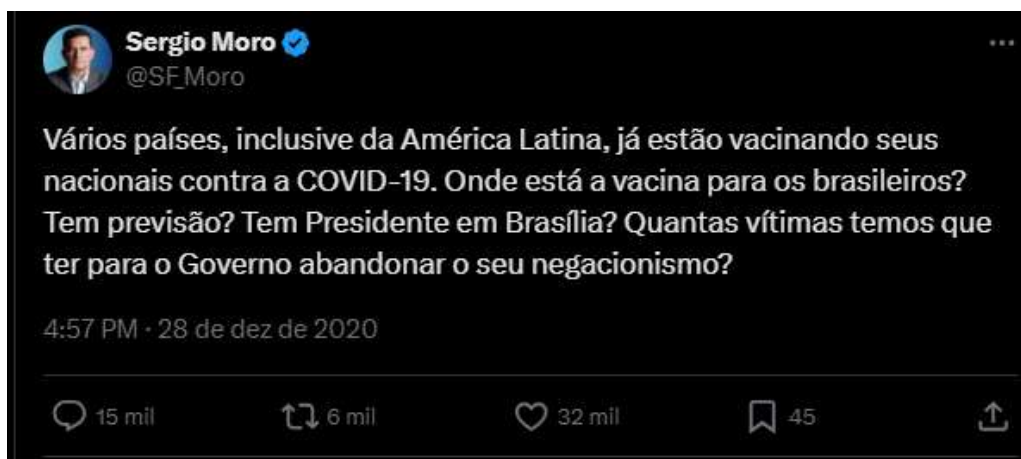 Sergio Moro
@SF_Moro
Vários países, inclusive da América Latina, já estão vacinando seus
nacionais contra a COVID-19. Onde está a vacina para os brasileiros?
Tem previsão? Tem Presidente em Brasília? Quantas vítimas temos que
ter para o Governo abandonar o seu negacionismo?
4:57 PM · 28 de dez de 2020
15 mil 6 mil 32 mil 45